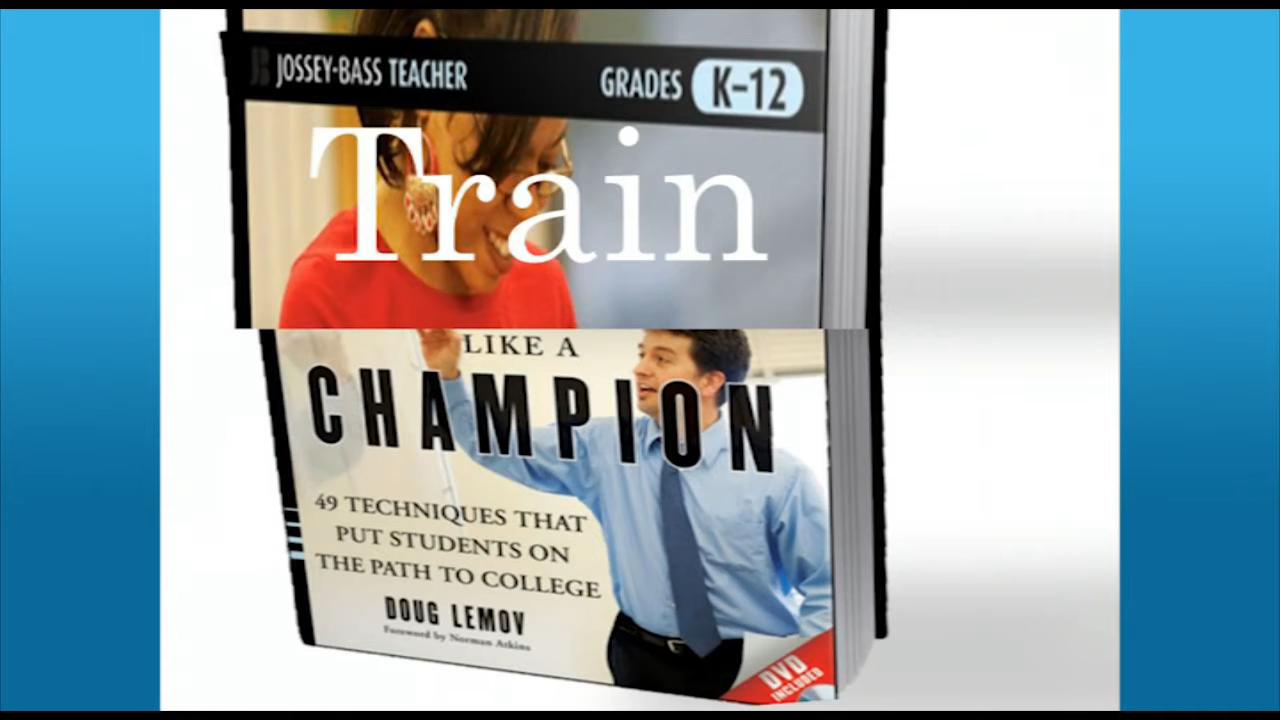 JOSSEY-BASS TEACHER GRADES K-12
Train
LIKE A
CHAMPION
49 TECHNIQUES THAT
PUT STUDENTS ON
THE PATH TO COLLEGE
DOUG LEMOV
Foreword by Norman Atkins
DVD
INCLUDED